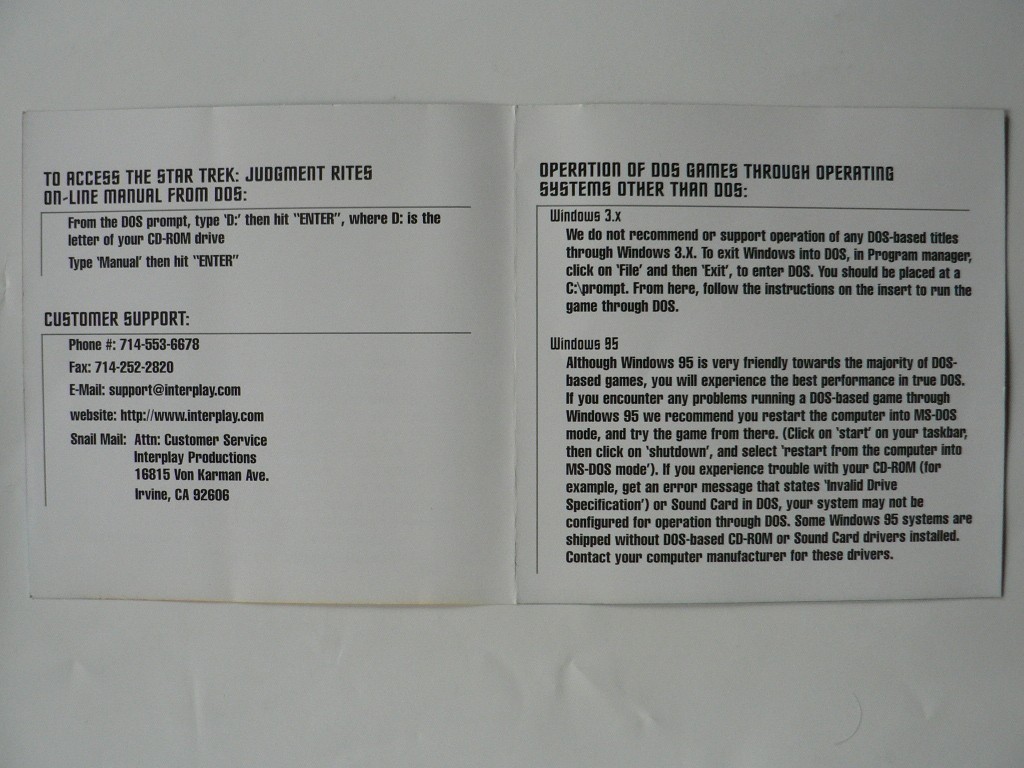 TO ACCESS THE STAR TREK: JUDGMENT RITES
ON-LINE MANUAL FROM DOS:
From the DOS prompt, type 'D:' then hit "ENTER", where D: is the
letter of your CD-ROM drive
Type 'Manual' then hit "ENTER"
CUSTOMER SUPPORT:
Phone #: 714-553-6678
Fax: 714-252-2820
E-Mail: support@interplay.com
website: http://www.interplay.com
Snail Mail: Attn: Customer Service
Interplay Productions
16815 Von Karman Ave.
Irvine, CA 92606
OPERATION OF DOS GAMES THROUGH OPERATING
SYSTEMS OTHER THAN DOS:
Windows 3.x
We do not recommend or support operation of any DOS-based titles
through Windows 3.X. To exit Windows into DOS, in Program manager,
click on 'File' and then 'Exit', to enter DOS. You should be placed at a
C:\prompt. From here, follow the instructions on the insert to run the
game through DOS.
Windows 95
Although Windows 95 is very friendly towards the majority of DOS-
based games, you will experience the best performance in true DOS.
If you encounter any problems running a DOS-based game through
Windows 95 we recommend you restart the computer into MS-DOS
mode, and try the game from there. (Click on 'start' on your taskbar,
then click on 'shutdown', and select 'restart from the computer into
MS-DOS mode'). If you experience trouble with your CD-ROM (for
example, get an error message that states 'Invalid Drive
Specification') or Sound Card in DOS, your system may not be
configured for operation through DOS. Some Windows 95 systems are
shipped without DOS-based CD-ROM or Sound Card drivers installed.
Contact your computer manufacturer for these drivers.